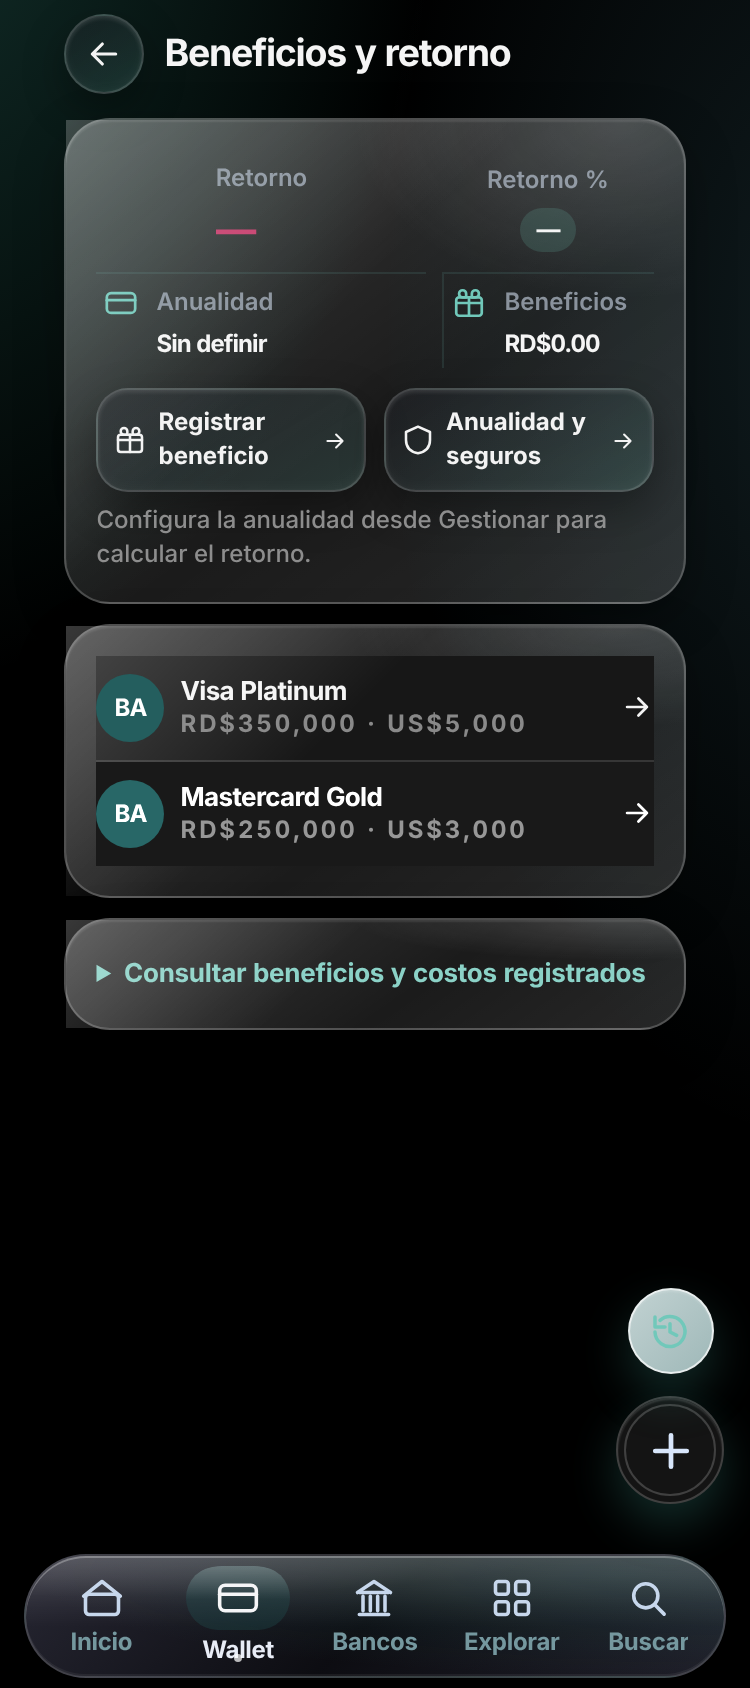 Beneficios y retorno
Retorno
Retorno %
—
—
Anualidad
Sin definir
Beneficios
RD$0.00
Registrar
beneficio
Anualidad y
seguros
Configura la anualidad desde Gestionar para
calcular el retorno.
BA
Visa Platinum
RD$350,000 · US$5,000
BA
Mastercard Gold
RD$250,000 · US$3,000
Consultar beneficios y costos registrados
Inicio
Wallet
Bancos
Explorar
Buscar